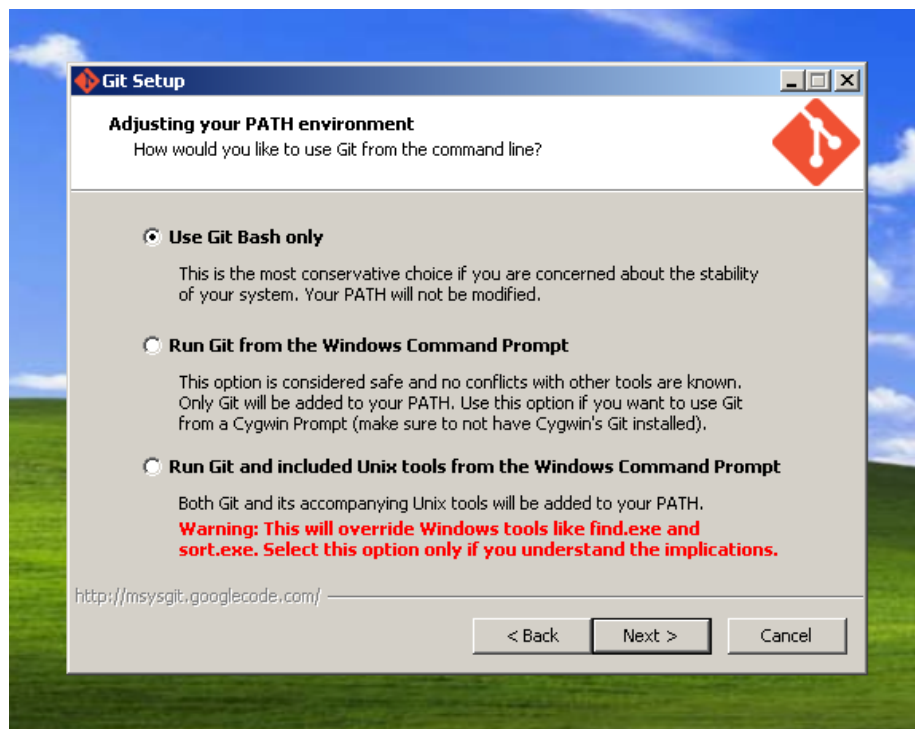 Git Setup
Adjusting your PATH environment
How would you like to use Git from the command line?
Use Git Bash only
This is the most conservative choice if you are concerned about the stability
of your system. Your PATH will not be modified.
Run Git from the Windows Command Prompt
This option is considered safe and no conflicts with other tools are known.
Only Git will be added to your PATH. Use this option if you want to use Git
from a Cygwin Prompt (make sure to not have Cygwin's Git installed).
Run Git and included Unix tools from the Windows Command Prompt
Both Git and its accompanying Unix tools will be added to your PATH.
Warning: This will override Windows tools like find.exe and
sort.exe. Select this option only if you understand the implications.
http://msysgit.googlecode.com/
< Back Next > Cancel